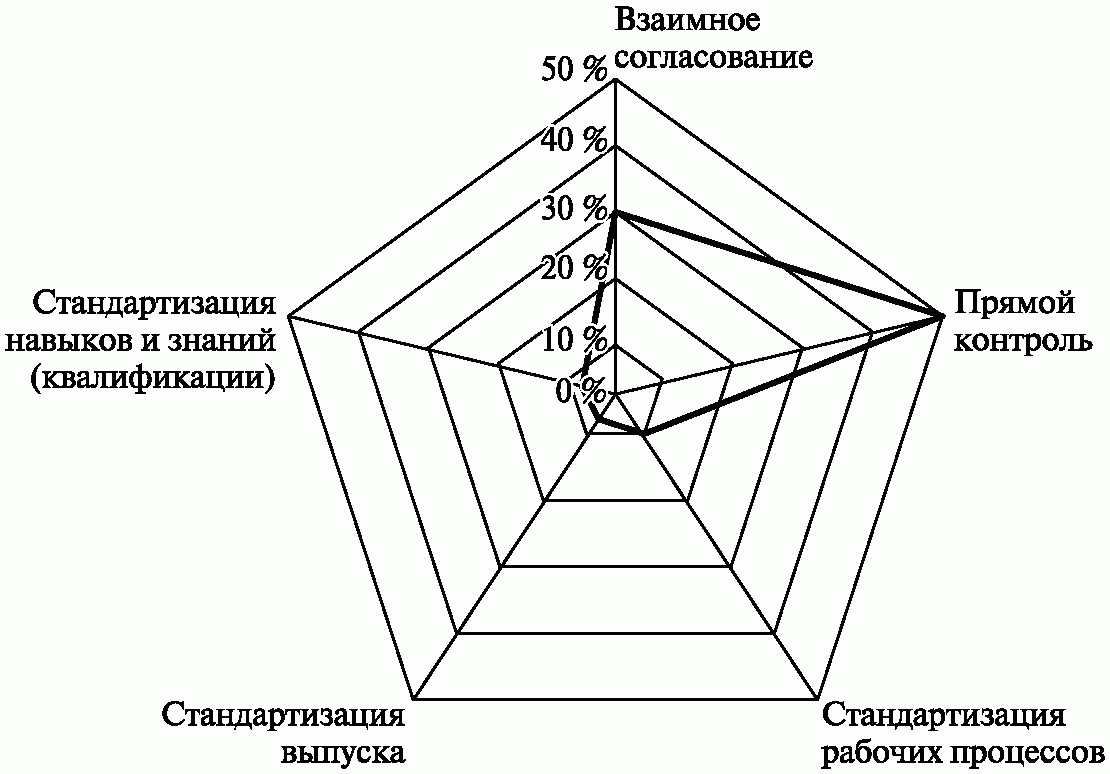 Взаимное
согласование
50 %
40 %
30 %
20 %
10 %
0 %
Стандартизация
навыков и знаний
(квалификации)
Прямой
контроль
Стандартизация
выпуска
Стандартизация
рабочих процессов